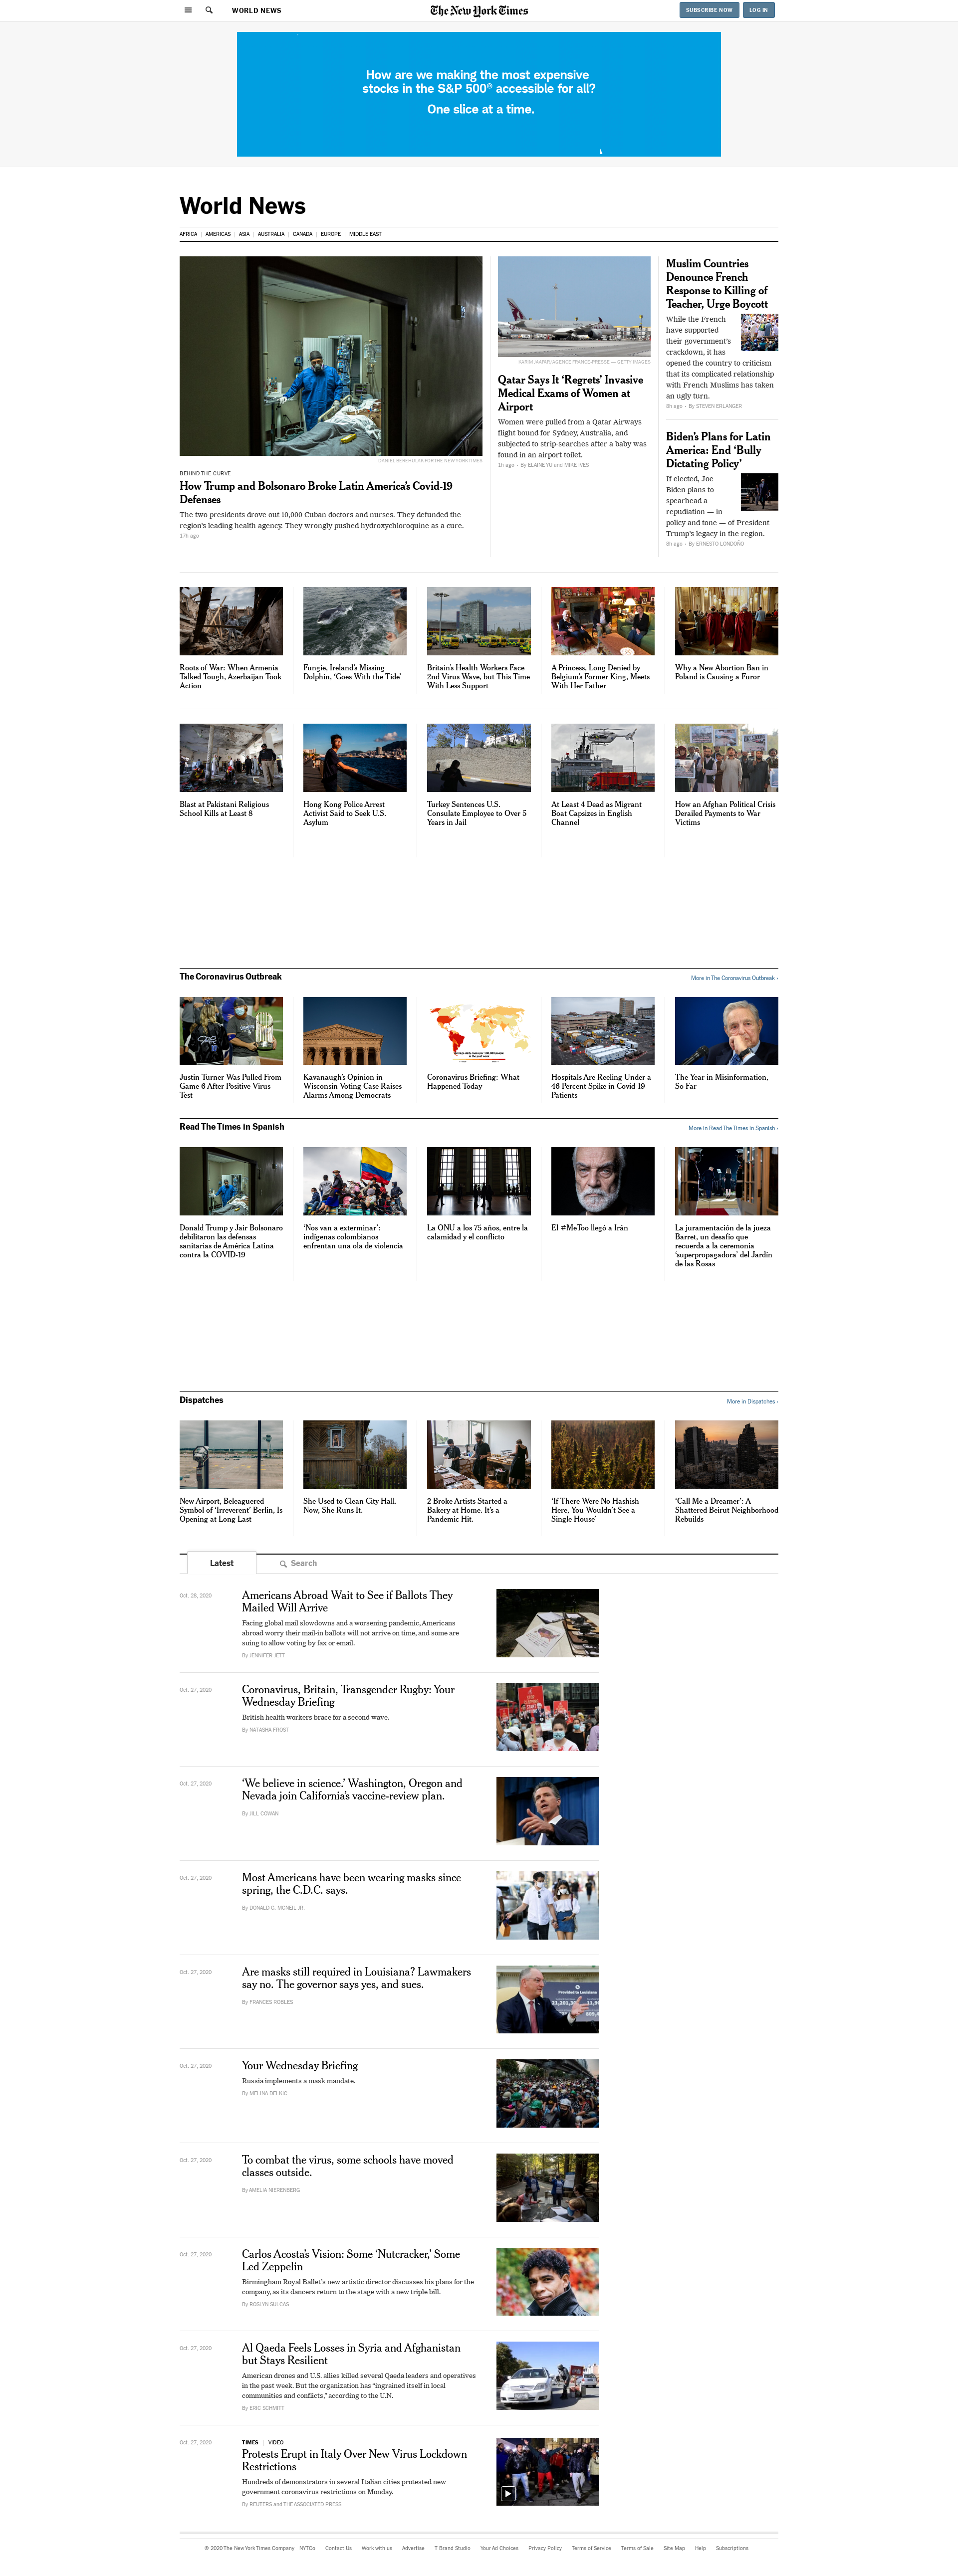 WORLD NEWS
The New York Times
SUBSCRIBE NOW
LOG IN
How are we making the most expensive
stocks in the S&P 500® accessible for all?
One slice at a time.
World News
AFRICA | AMERICAS | ASIA | AUSTRALIA | CANADA | EUROPE | MIDDLE EAST
DANIEL BEREHULAK FOR THE NEW YORK TIMES
BEHIND THE CURVE
How Trump and Bolsonaro Broke Latin America's Covid-19
Defenses
The two presidents drove out 10,000 Cuban doctors and nurses. They defunded the
region's leading health agency. They wrongly pushed hydroxychloroquine as a cure.
17h ago
KARIM JAAFAR/AGENCE FRANCE-PRESSE — GETTY IMAGES
Qatar Says It 'Regrets' Invasive
Medical Exams of Women at
Airport
Women were pulled from a Qatar Airways
flight bound for Sydney, Australia, and
subjected to strip-searches after a baby was
found in an airport toilet.
1h ago - By ELAINE YU and MIKE IVES
Muslim Countries
Denounce French
Response to Killing of
Teacher, Urge Boycott
While the French
have supported
their government's
crackdown, it has
opened the country to criticism
that its complicated relationship
with French Muslims has taken
an ugly turn.
8h ago - By STEVEN ERLANGER
Biden's Plans for Latin
America: End 'Bully
Dictating Policy'
If elected, Joe
Biden plans to
spearhead a
repudiation — in
policy and tone — of President
Trump's legacy in the region.
8h ago - By ERNESTO LONDOÑO
Roots of War: When Armenia
Talked Tough, Azerbaijan Took
Action
Fungie, Ireland's Missing
Dolphin, 'Goes With the Tide'
Britain's Health Workers Face
2nd Virus Wave, but This Time
With Less Support
A Princess, Long Denied by
Belgium's Former King, Meets
With Her Father
Why a New Abortion Ban in
Poland is Causing a Furor
Blast at Pakistani Religious
School Kills at Least 8
Hong Kong Police Arrest
Activist Said to Seek U.S.
Asylum
Turkey Sentences U.S.
Consulate Employee to Over 5
Years in Jail
At Least 4 Dead as Migrant
Boat Capsizes in English
Channel
How an Afghan Political Crisis
Derailed Payments to War
Victims
The Coronavirus Outbreak
More in The Coronavirus Outbreak ›
Justin Turner Was Pulled From
Game 6 After Positive Virus
Test
Kavanaugh's Opinion in
Wisconsin Voting Case Raises
Alarms Among Democrats
Coronavirus Briefing: What
Happened Today
Hospitals Are Reeling Under a
46 Percent Spike in Covid-19
Patients
The Year in Misinformation,
So Far
Read The Times in Spanish
More in Read The Times in Spanish ›
Donald Trump y Jair Bolsonaro
debilitaron las defensas
sanitarias de América Latina
contra la COVID-19
'Nos van a exterminar':
indígenas colombianos
enfrentan una ola de violencia
La ONU a los 75 años, entre la
calamidad y el conflicto
El #MeToo llegó a Irán
La juramentación de la jueza
Barret, un desafío que
recuerda a la ceremonia
'superpropagadora' del Jardín
de las Rosas
Dispatches
More in Dispatches ›
New Airport, Beleaguered
Symbol of 'Irreverent' Berlin, Is
Opening at Long Last
She Used to Clean City Hall.
Now, She Runs It.
2 Broke Artists Started a
Bakery at Home. It's a
Pandemic Hit.
'If There Were No Hashish
Here, You Wouldn't See a
Single House'
'Call Me a Dreamer': A
Shattered Beirut Neighborhood
Rebuilds
Latest
Search
Oct. 28, 2020
Americans Abroad Wait to See if Ballots They
Mailed Will Arrive
Facing global mail slowdowns and a worsening pandemic, Americans
abroad worry their mail-in ballots will not arrive on time, and some are
suing to allow voting by fax or email.
By JENNIFER JETT
Oct. 27, 2020
Coronavirus, Britain, Transgender Rugby: Your
Wednesday Briefing
British health workers brace for a second wave.
By NATASHA FROST
Oct. 27, 2020
'We believe in science.' Washington, Oregon and
Nevada join California's vaccine-review plan.
By JILL COWAN
Oct. 27, 2020
Most Americans have been wearing masks since
spring, the C.D.C. says.
By DONALD G. MCNEIL JR.
Oct. 27, 2020
Are masks still required in Louisiana? Lawmakers
say no. The governor says yes, and sues.
By FRANCES ROBLES
Provided to Louisiana
Oct. 27, 2020
Your Wednesday Briefing
Russia implements a mask mandate.
By MELINA DELKIC
Oct. 27, 2020
To combat the virus, some schools have moved
classes outside.
By AMELIA NIERENBERG
Oct. 27, 2020
Carlos Acosta's Vision: Some 'Nutcracker,' Some
Led Zeppelin
Birmingham Royal Ballet's new artistic director discusses his plans for the
company, as its dancers return to the stage with a new triple bill.
By ROSLYN SULCAS
Oct. 27, 2020
Al Qaeda Feels Losses in Syria and Afghanistan
but Stays Resilient
American drones and U.S. allies killed several Qaeda leaders and operatives
in the past week. But the organization has "ingrained itself in local
communities and conflicts," according to the U.N.
By ERIC SCHMITT
Oct. 27, 2020
TIMES : VIDEO
Protests Erupt in Italy Over New Virus Lockdown
Restrictions
Hundreds of demonstrators in several Italian cities protested new
government coronavirus restrictions on Monday.
By REUTERS and THE ASSOCIATED PRESS
© 2020 The New York Times Company NYTCo Contact Us Work with us Advertise T Brand Studio Your Ad Choices Privacy Policy Terms of Service Terms of Sale Site Map Help Subscriptions